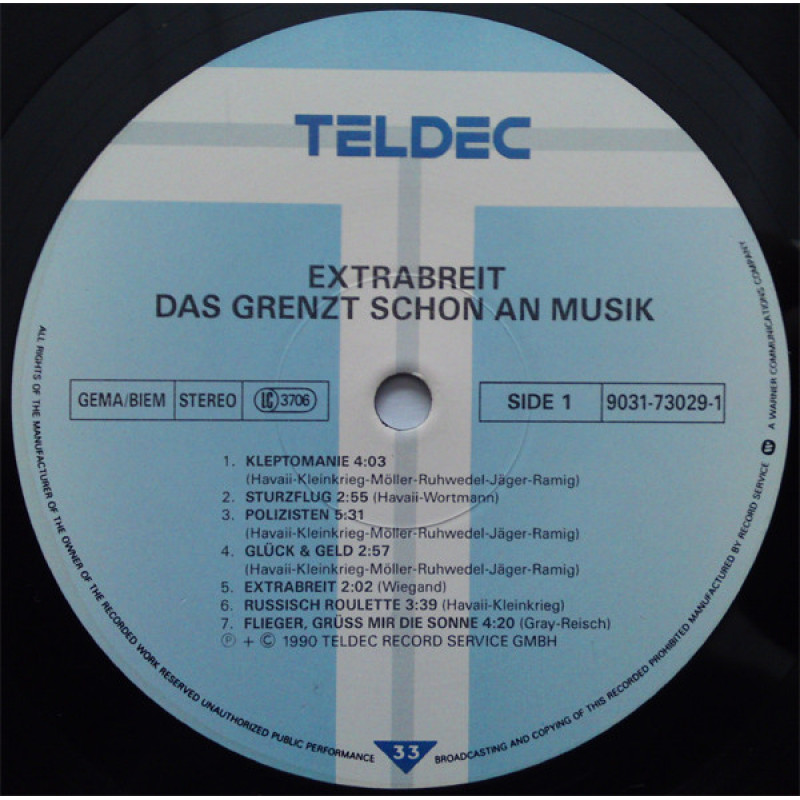 TELDEC
EXTRABREIT
DAS GRENZT SCHON AN MUSIK
GEMA/BIEM STEREO LC 3706
SIDE 1 9031-73029-1
1. KLEPTOMANIE 4:03
(Havaii-Kleinkrieg-Möller-Ruhwedel-Jäger-Ramig)
2. STURZFLUG 2:55 (Havaii-Wortmann)
3. POLIZISTEN 5:31
(Havaii-Kleinkrieg-Möller-Ruhwedel-Jäger-Ramig)
4. GLÜCK & GELD 2:57
(Havaii-Kleinkrieg-Möller-Ruhwedel-Jäger-Ramig)
5. EXTRABREIT 2:02 (Wiegand)
6. RUSSISCH ROULETTE 3:39 (Havaii-Kleinkrieg)
7. FLIEGER, GRÜSS MIR DIE SONNE 4:20 (Gray-Reisch)
Ⓟ + © 1990 TELDEC RECORD SERVICE GMBH
ALL RIGHTS OF THE MANUFACTURER OF THE OWNER OF THE RECORDED WORK RESERVED UNAUTHORIZED PUBLIC PERFORMANCE
33
BROADCASTING AND COPYING OF THIS RECORDED PROHIBITED MANUFACTURED BY RECORD SERVICE A WARNER COMMUNICATIONS COMPANY